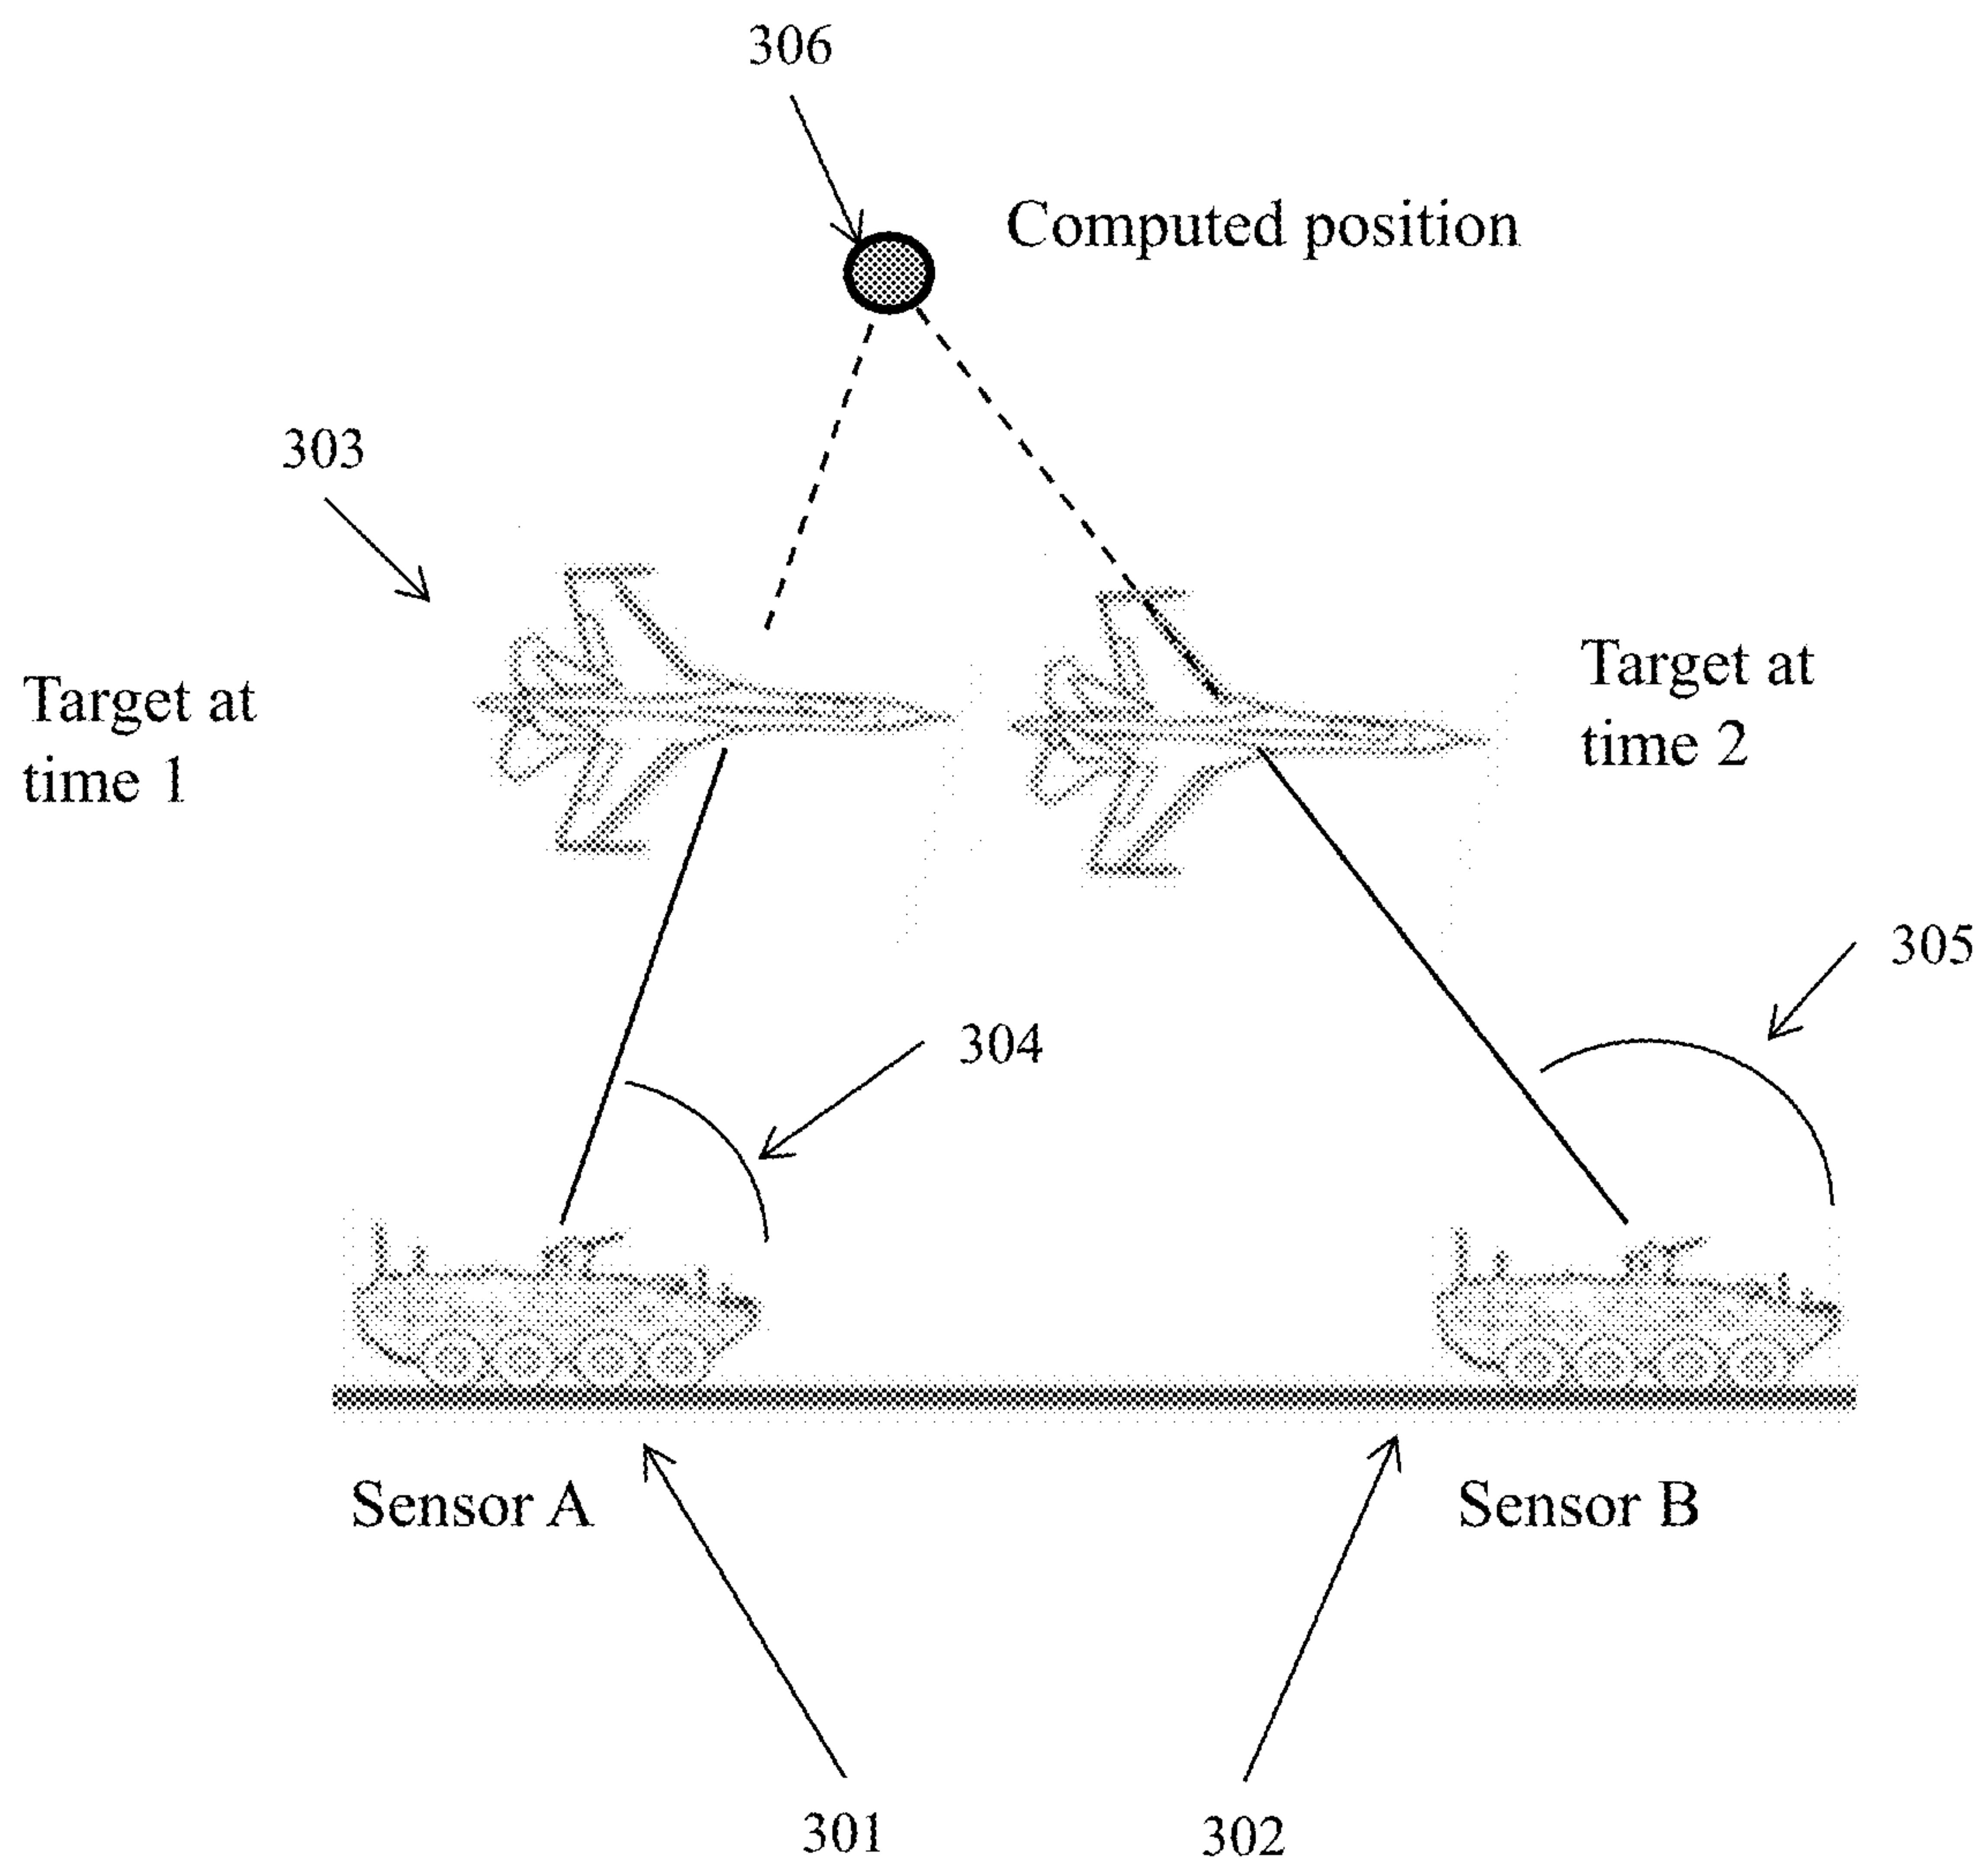 306
Computed position
303
Target at
time 1
Target at
time 2
305
304
Sensor A
Sensor B
301
302